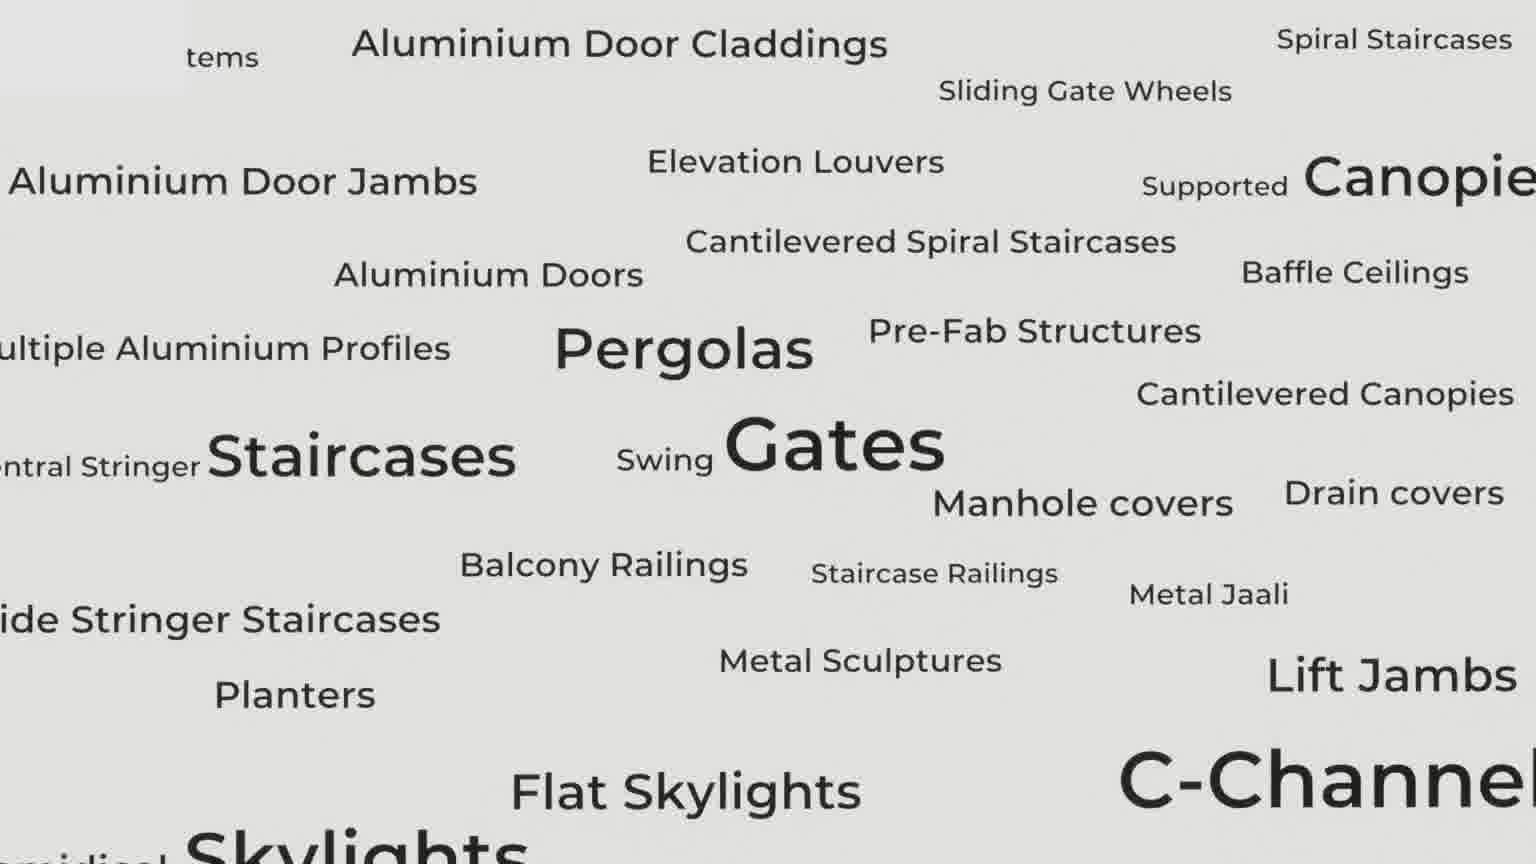 Aluminium Door Claddings
Spiral Staircases
tems
Sliding Gate Wheels
Elevation Louvers
Aluminium Door Jambs
Supported Canopie
Cantilevered Spiral Staircases
Baffle Ceilings
Aluminium Doors
Pre-Fab Structures
ultiple Aluminium Profiles
Pergolas
Cantilevered Canopies
entral Stringer Staircases
Swing Gates
Drain covers
Manhole covers
Balcony Railings
Staircase Railings
Metal Jaali
ide Stringer Staircases
Metal Sculptures
Lift Jambs
Planters
C-Channel
Flat Skylights
Skylights